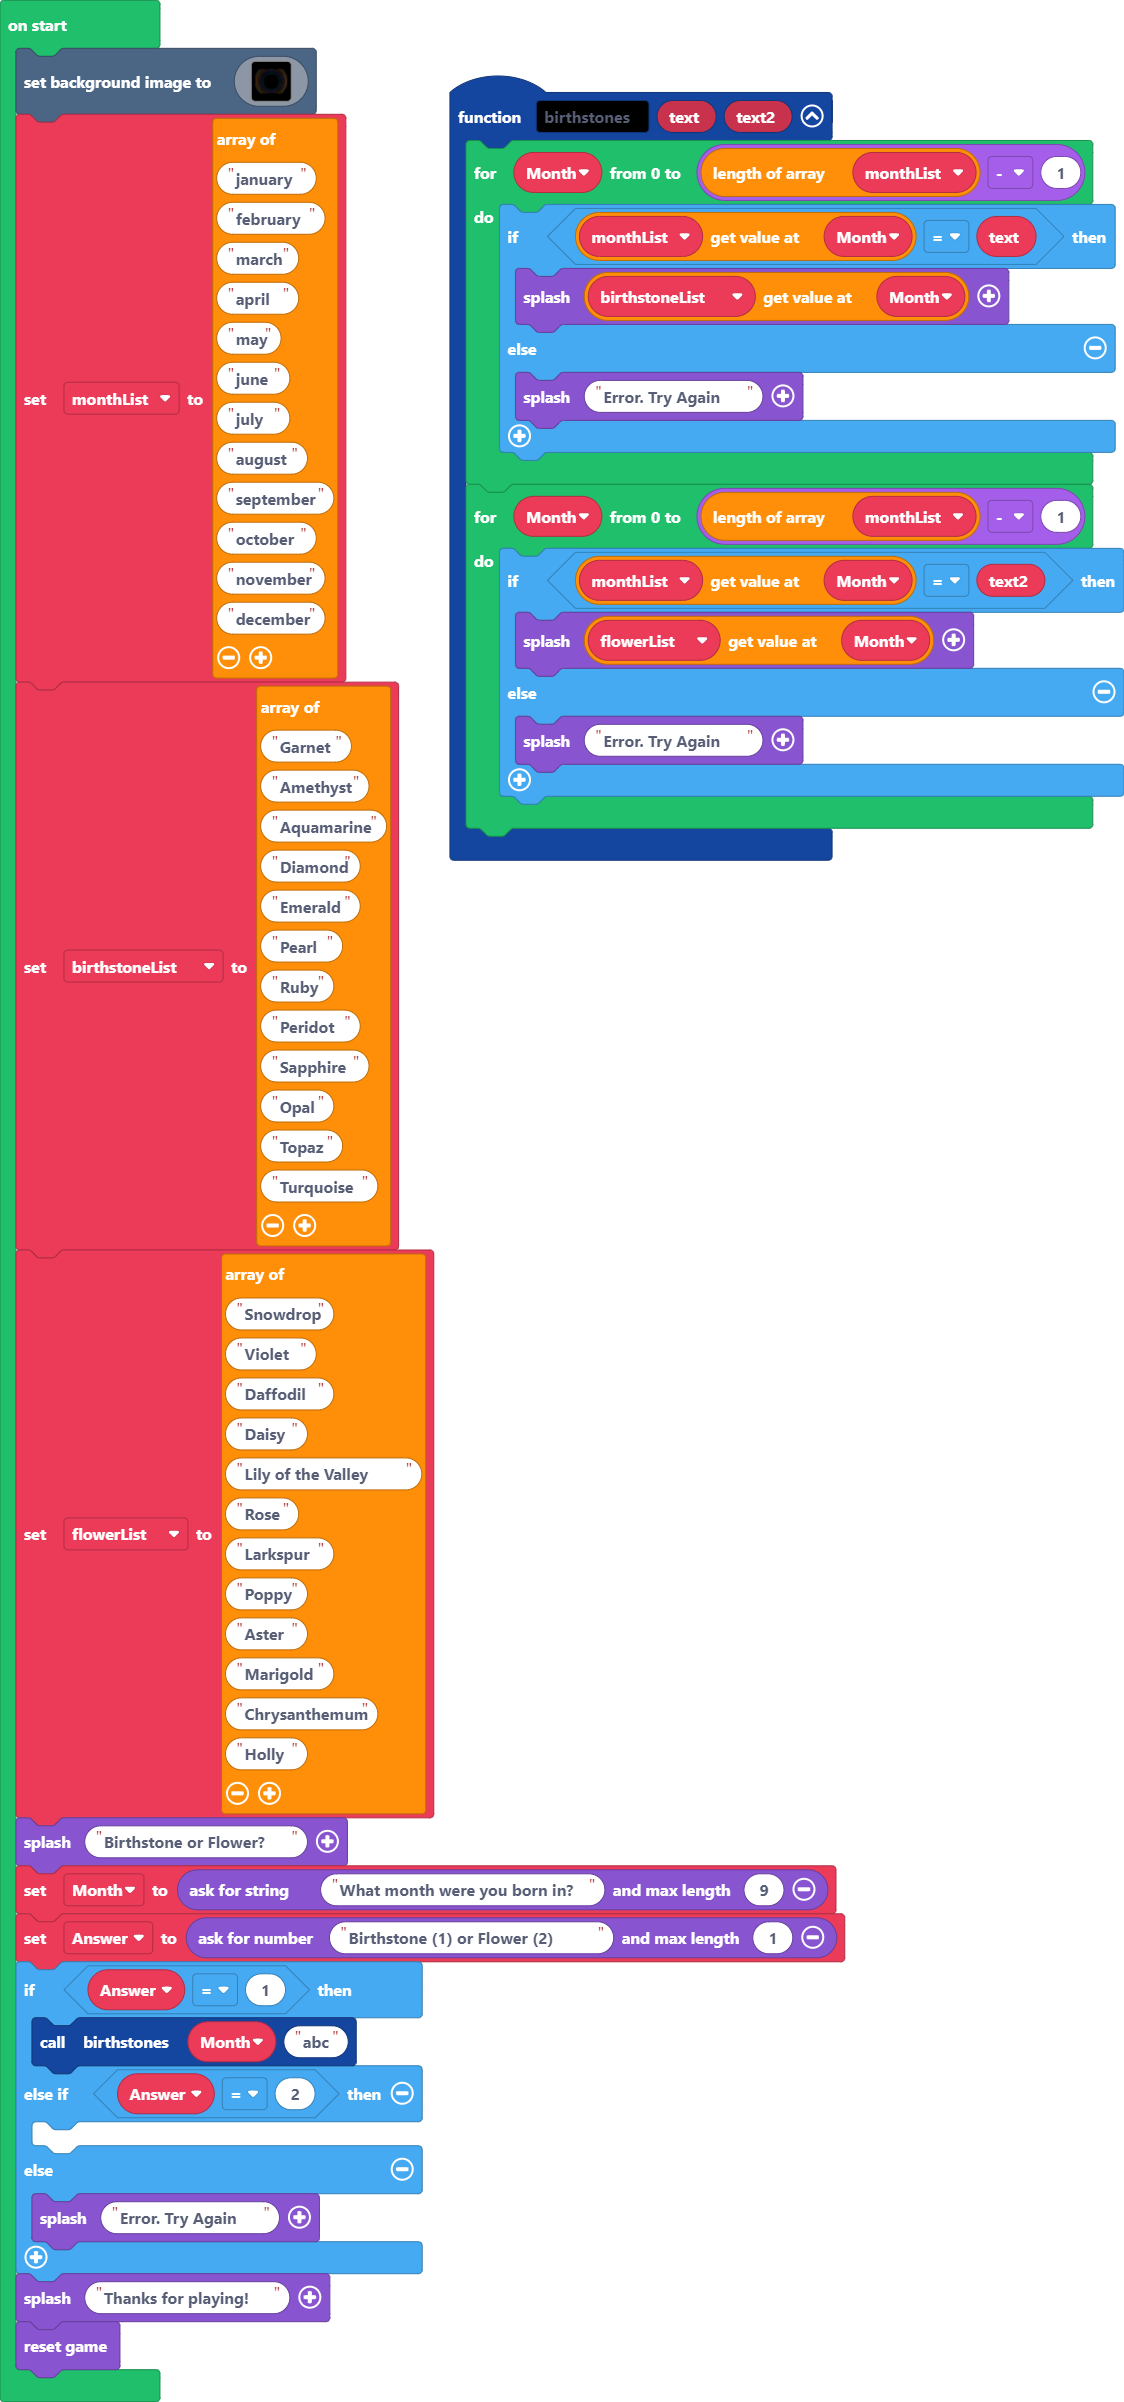 on start
set background image to
set monthList to array of
"january"
"february"
"march"
"april"
"may"
"june"
"july"
"august"
"september"
"october"
"november"
"december"
set birthstoneList to array of
"Garnet"
"Amethyst"
"Aquamarine"
"Diamond"
"Emerald"
"Pearl"
"Ruby"
"Peridot"
"Sapphire"
"Opal"
"Topaz"
"Turquoise"
set flowerList to array of
"Snowdrop"
"Violet"
"Daffodil"
"Daisy"
"Lily of the Valley"
"Rose"
"Larkspur"
"Poppy"
"Aster"
"Marigold"
"Chrysanthemum"
"Holly"
splash "Birthstone or Flower?"
set Month to ask for string "What month were you born in?" and max length 9
set Answer to ask for number "Birthstone (1) or Flower (2)" and max length 1
if Answer = 1 then
call birthstones Month "abc"
else if Answer = 2 then
else
splash "Error. Try Again"
splash "Thanks for playing!"
reset game
function birthstones text text2
for Month from 0 to length of array monthList - 1
do
if monthList get value at Month = text then
splash birthstoneList get value at Month
else
splash "Error. Try Again"
for Month from 0 to length of array monthList - 1
do
if monthList get value at Month = text2 then
splash flowerList get value at Month
else
splash "Error. Try Again"